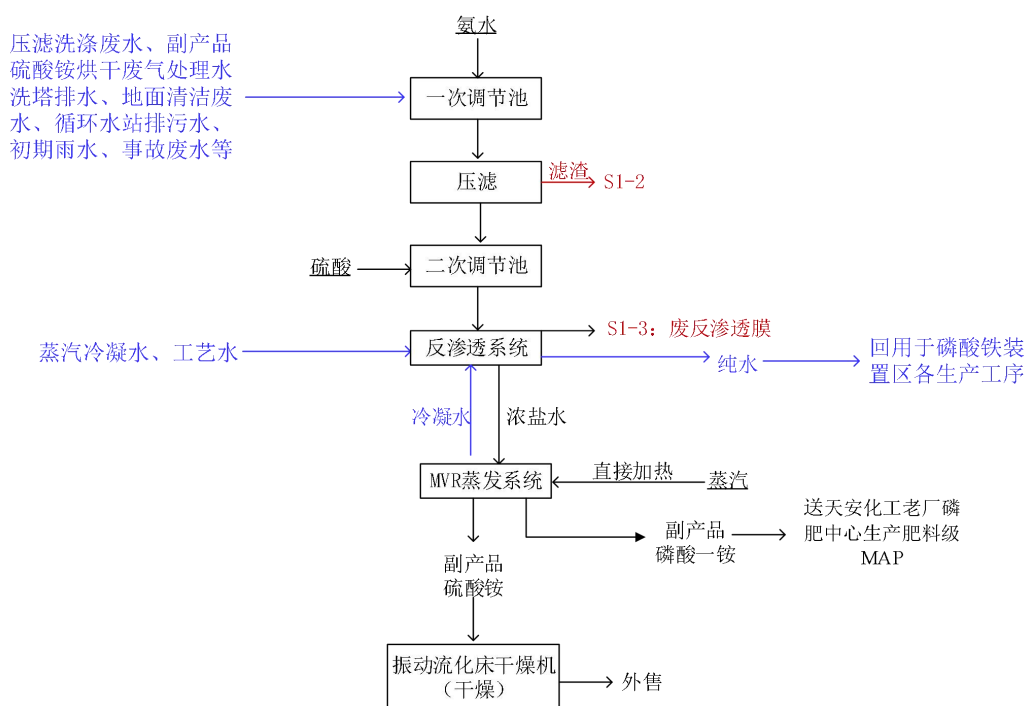 氨水
压滤洗涤废水、副产品
硫酸铵烘干废气处理水
洗塔排水、地面清洁废
水、循环水站排污水、
初期雨水、事故废水等
一次调节池
压滤
滤渣
S1-2
硫酸
二次调节池
S1-3：废反渗透膜
蒸汽冷凝水、工艺水
反渗透系统
纯水
回用于磷酸铁装
置区各生产工序
冷凝水
浓盐水
MVR蒸发系统
直接加热
蒸汽
副产品
磷酸一铵
送天安化工老厂磷
肥中心生产肥料级
MAP
副产品
硫酸铵
振动流化床干燥机
（干燥）
外售